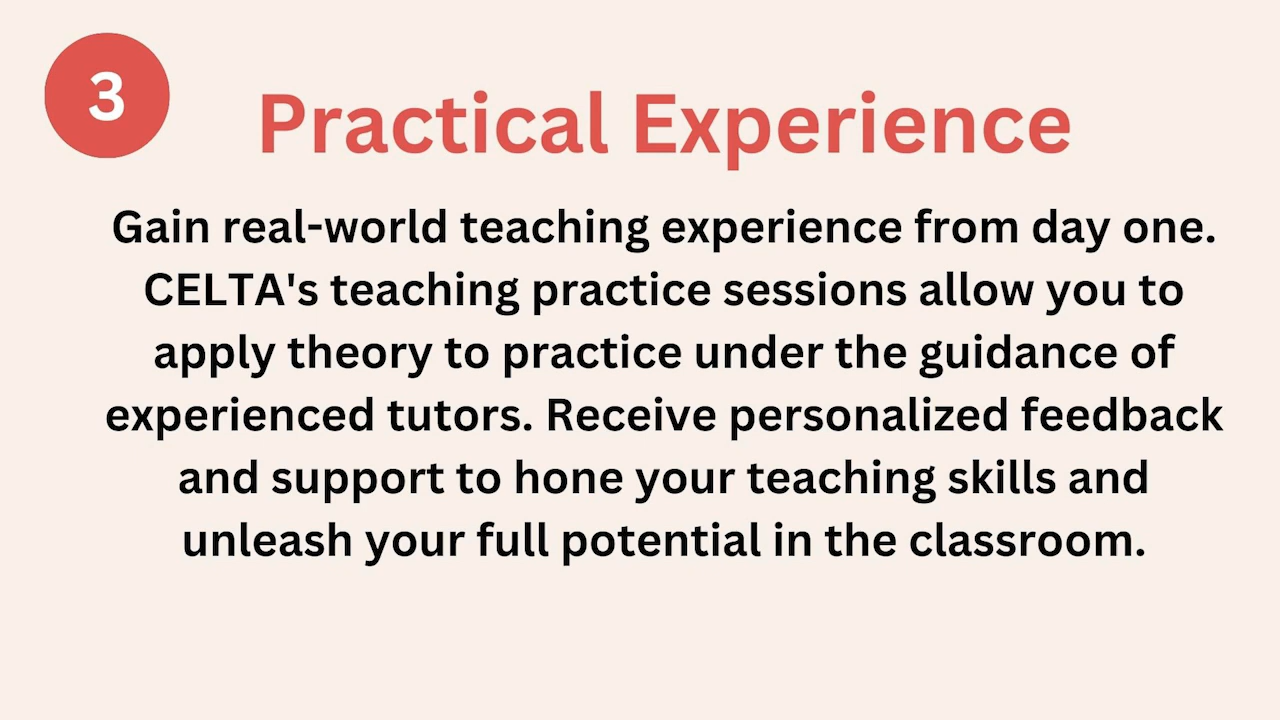 3
Practical Experience
Gain real-world teaching experience from day one.
CELTA's teaching practice sessions allow you to
apply theory to practice under the guidance of
experienced tutors. Receive personalized feedback
and support to hone your teaching skills and
unleash your full potential in the classroom.